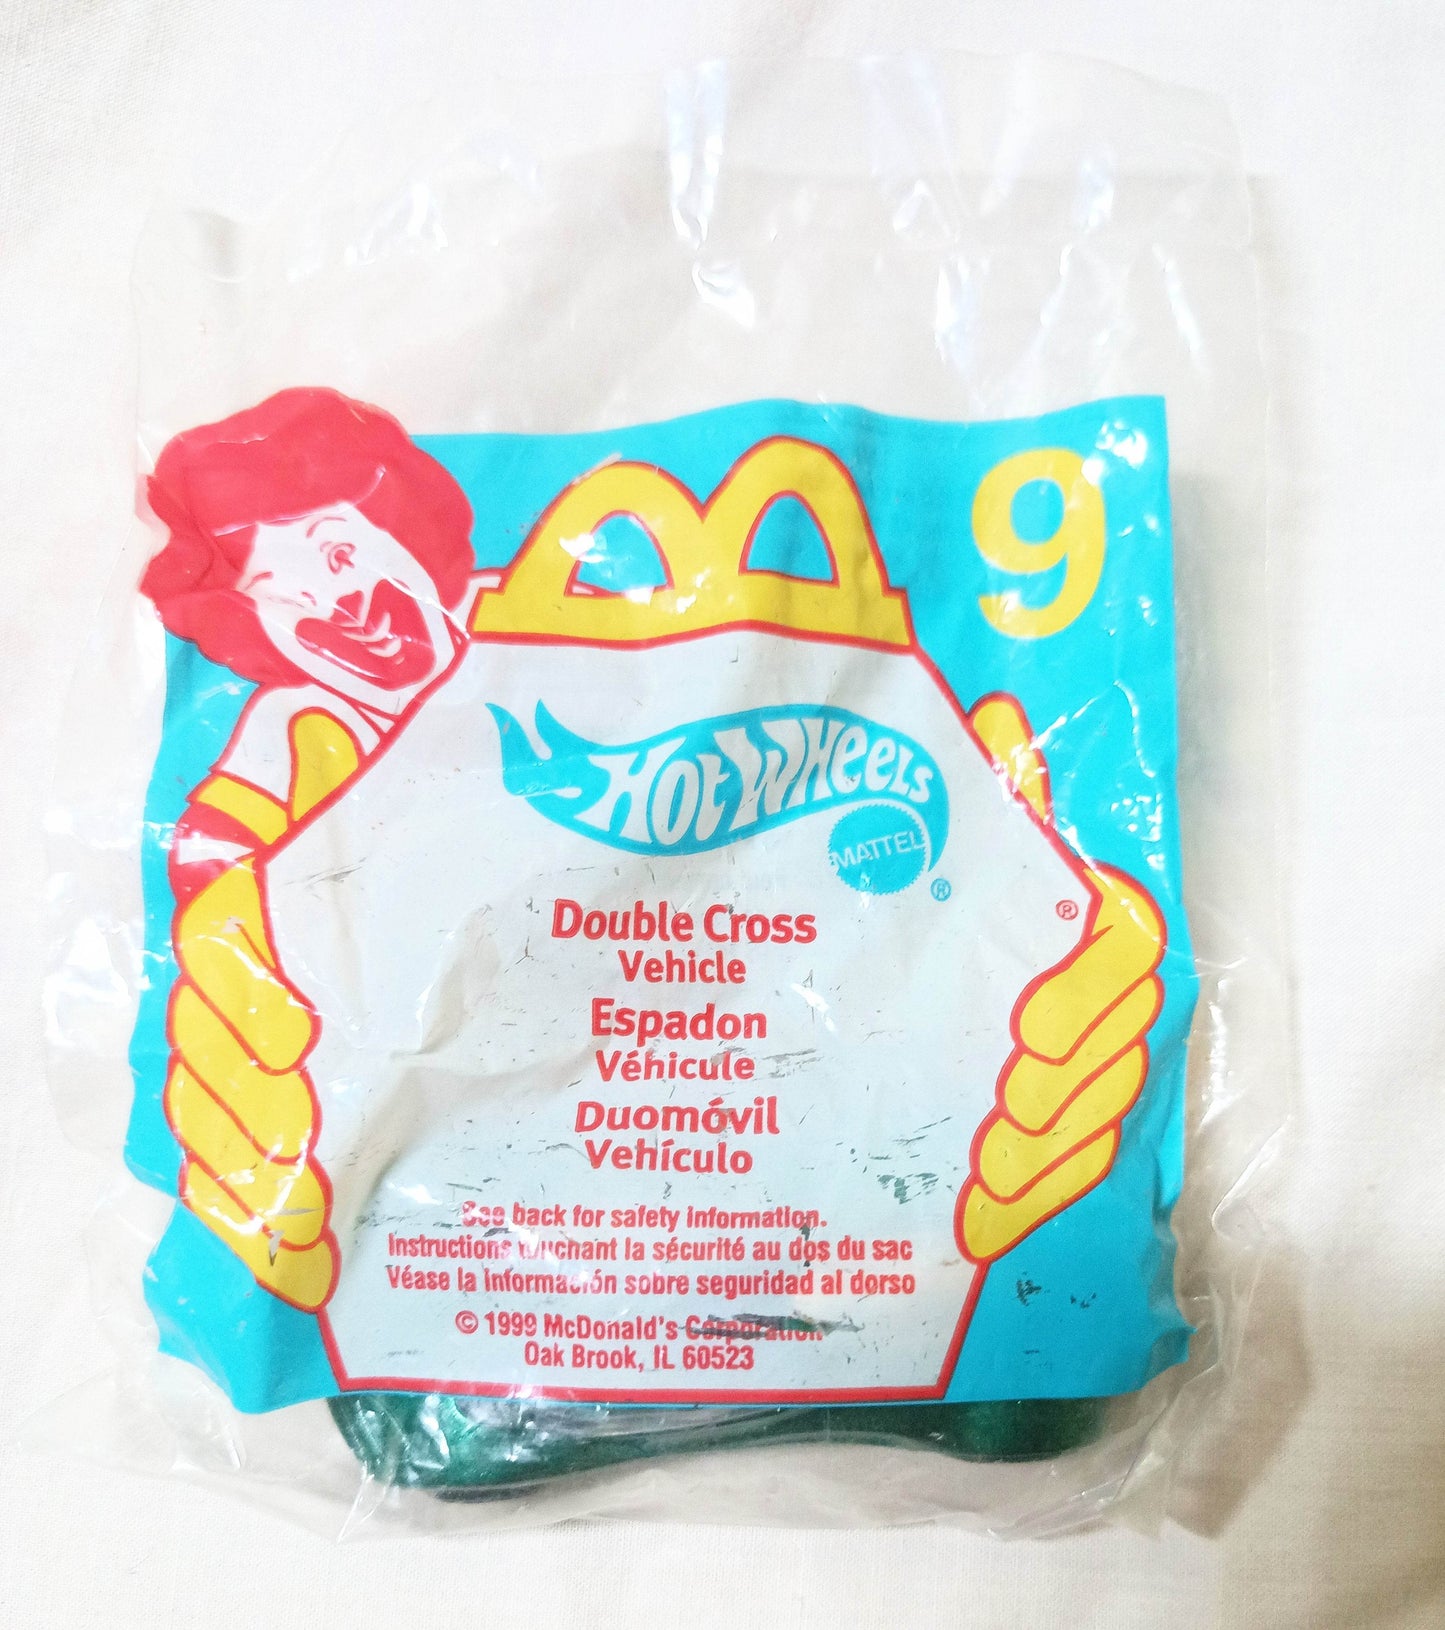 9
HOT WHEELS
MATTEL
®
®
Double Cross
Vehicle
Espadon
Véhicule
Duomóvil
Vehículo
See back for safety information.
Instructions touchant la sécurité au dos du sac
Véase la información sobre seguridad al dorso
© 1999 McDonald's Corporation
Oak Brook, IL 60523